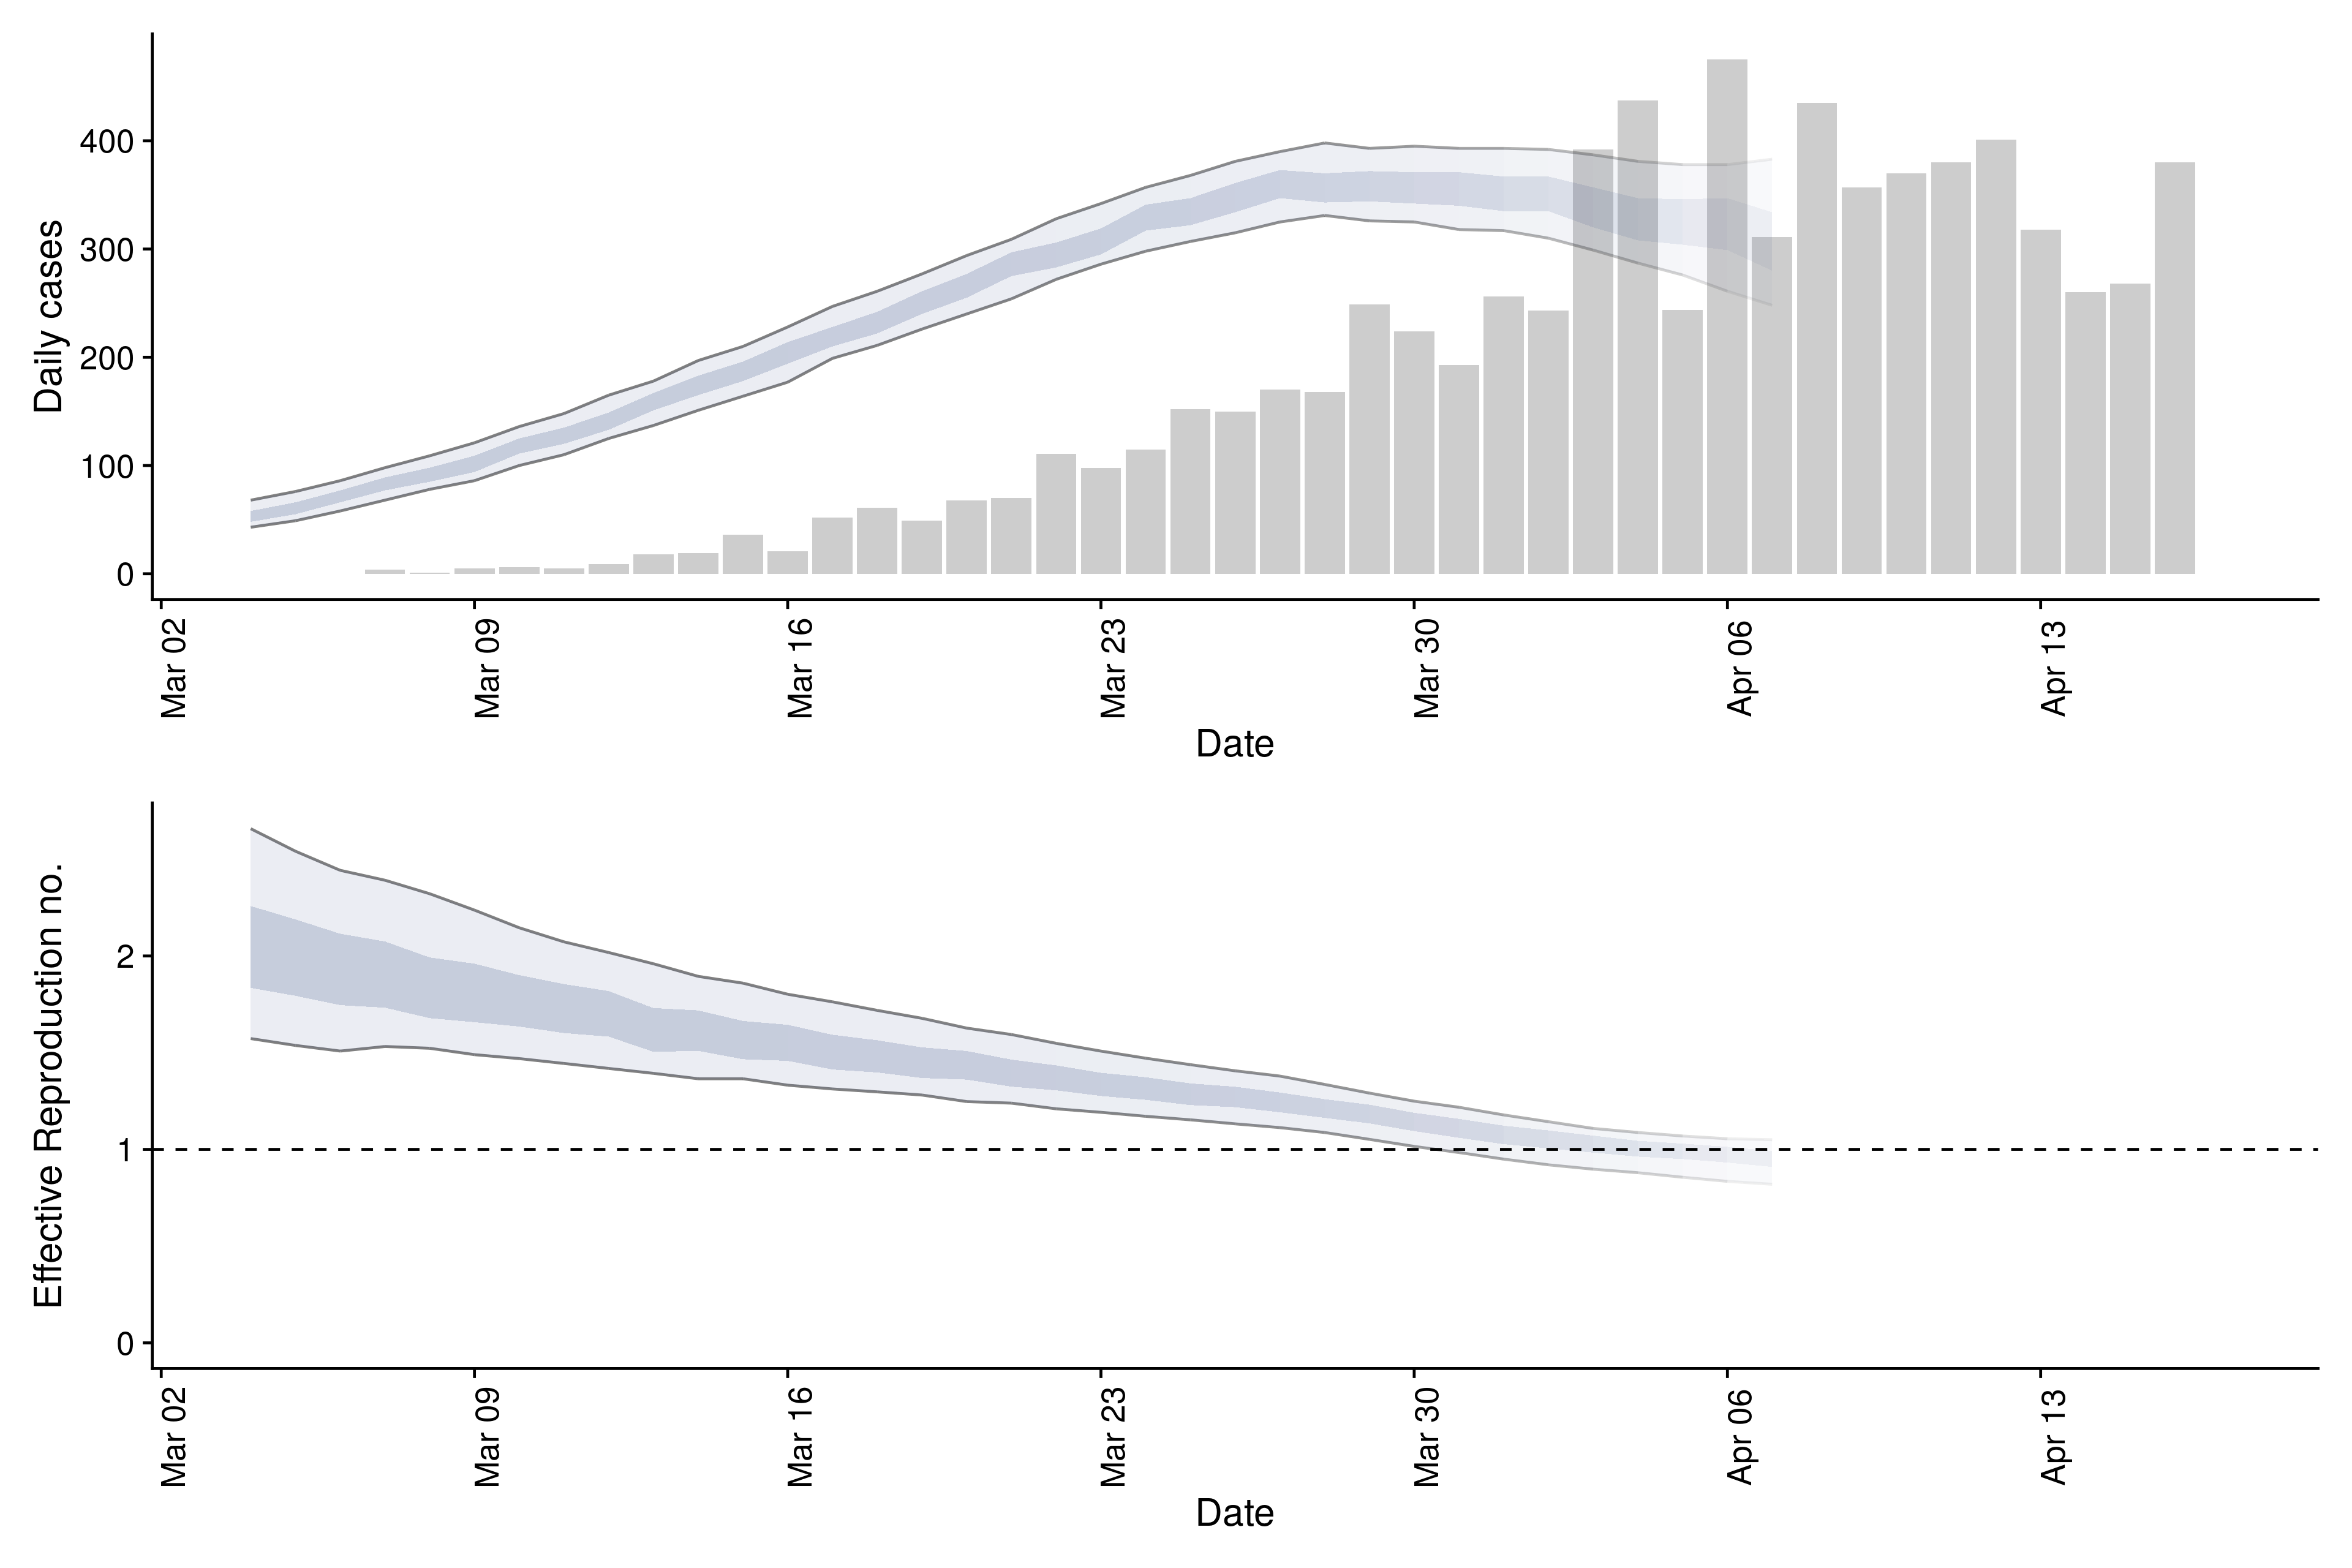 Daily cases
400
300
200
100
0
Mar 02
Mar 09
Mar 16
Mar 23
Mar 30
Apr 06
Apr 13
Date
Effective Reproduction no.
2
1
0
Mar 02
Mar 09
Mar 16
Mar 23
Mar 30
Apr 06
Apr 13
Date